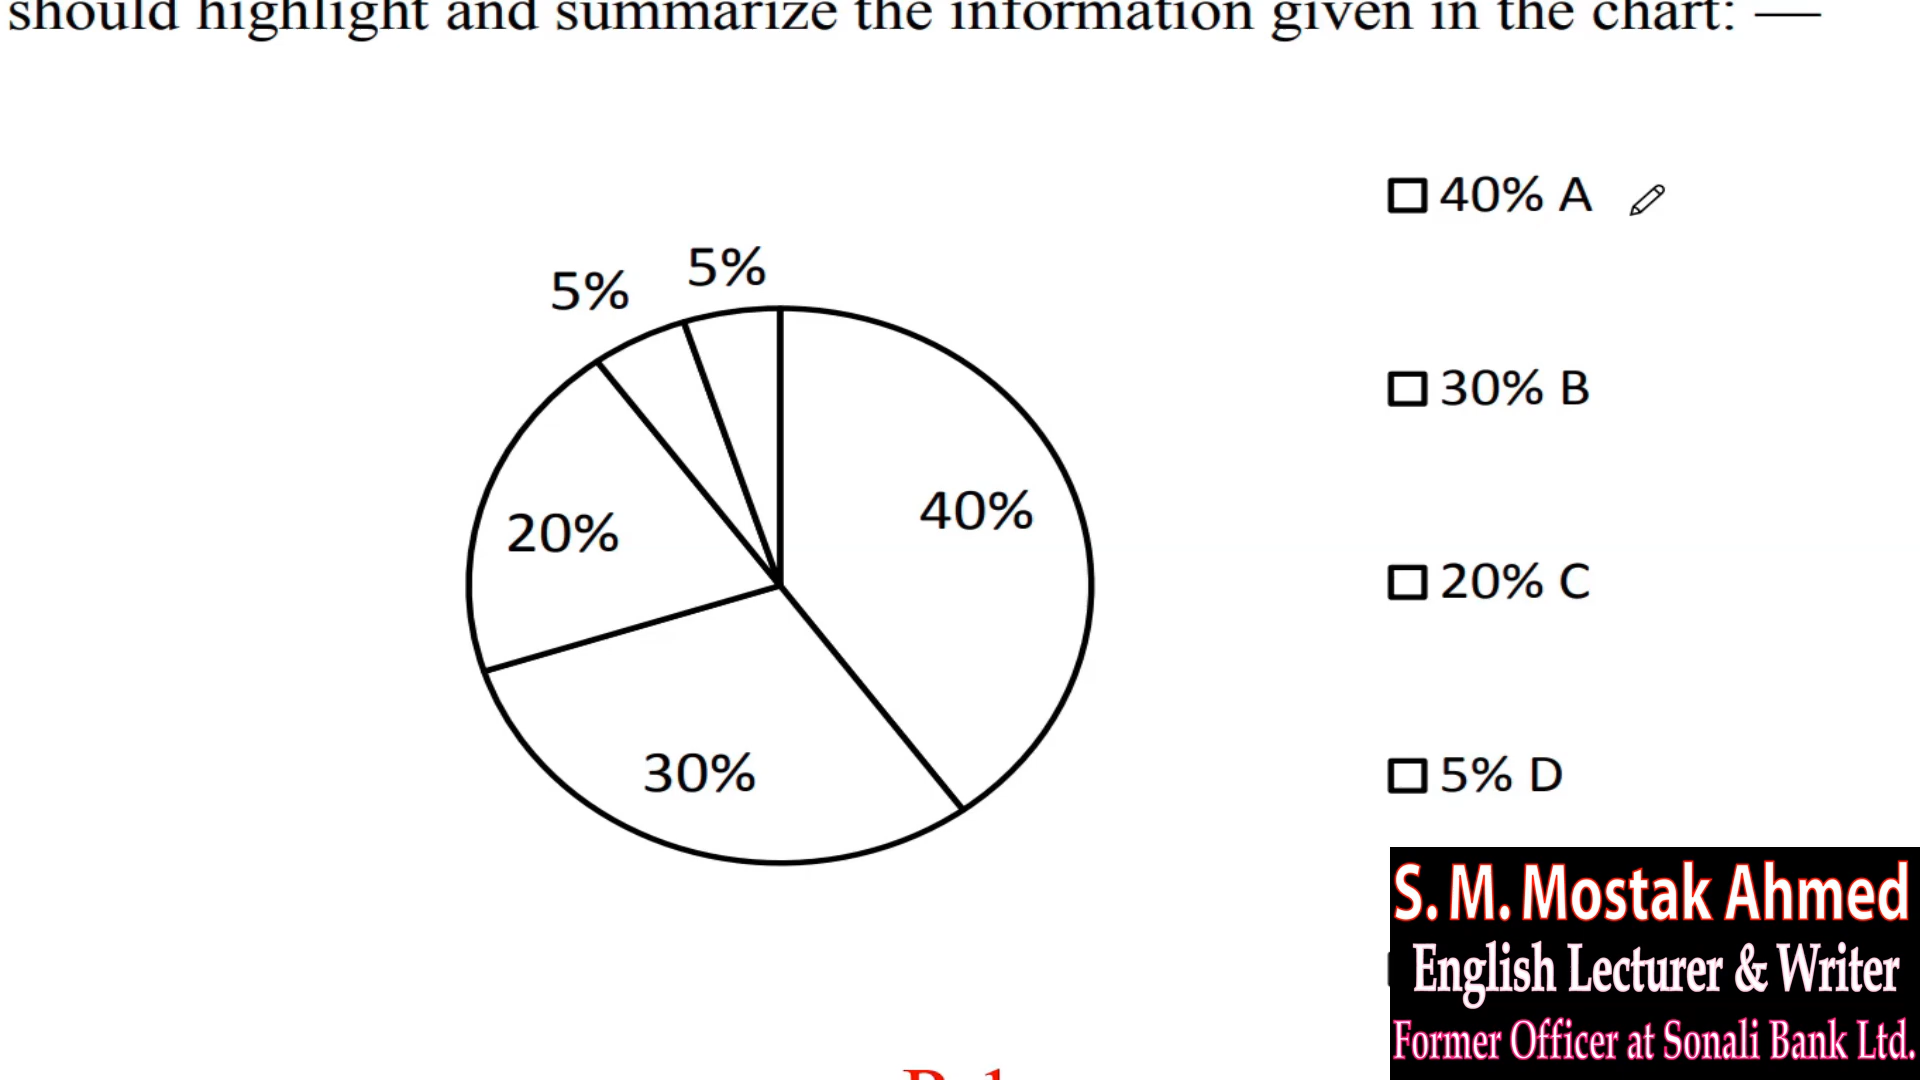 should highlight and summarize the information given in the chart: —
40% A
5%
5%
30% B
40%
20%
20% C
30%
5% D
S. M. Mostak Ahmed
English Lecturer & Writer
Former Officer at Sonali Bank Ltd.